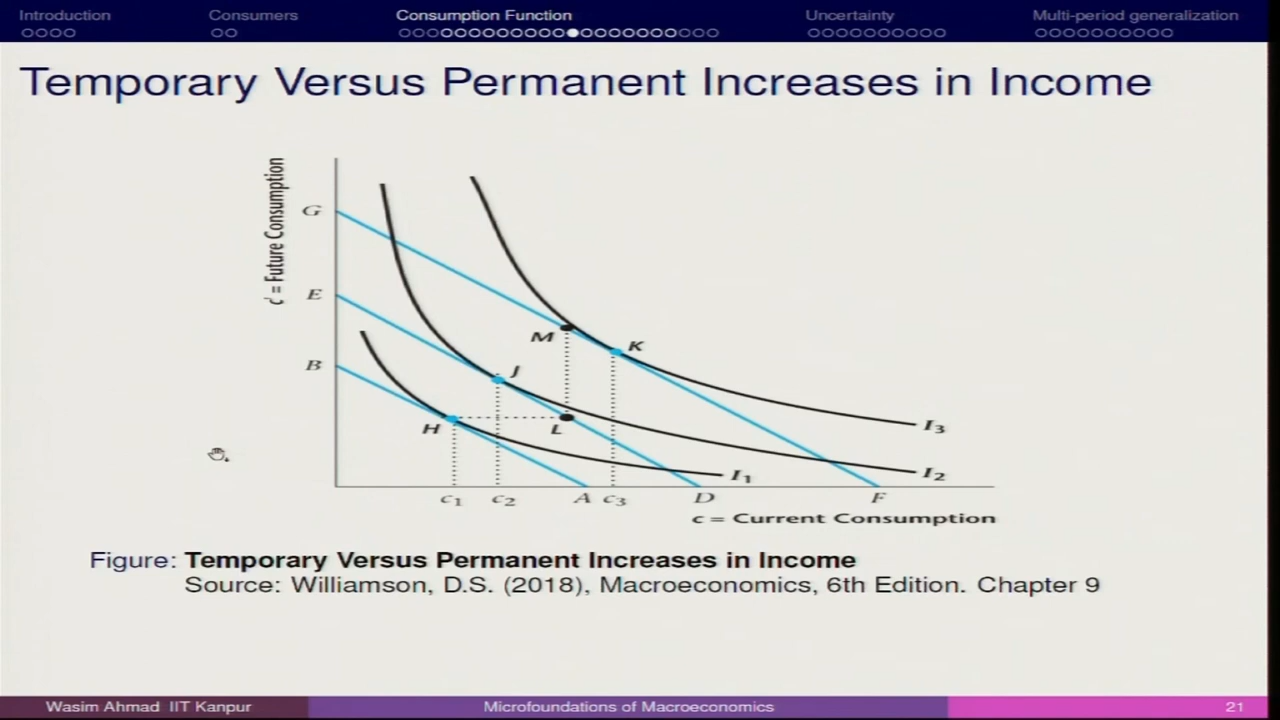 Introduction
Consumers
Consumption Function
Uncertainty
Multi-period generalization
Temporary Versus Permanent Increases in Income
c' = Future Consumption
G
E
B
M
K
J
H
L
I₃
I₂
I₁
c₁
c₂
A
c₃
D
F
c = Current Consumption
Figure: Temporary Versus Permanent Increases in Income
Source: Williamson, D.S. (2018), Macroeconomics, 6th Edition. Chapter 9
Wasim Ahmad IIT Kanpur
Microfoundations of Macroeconomics
21